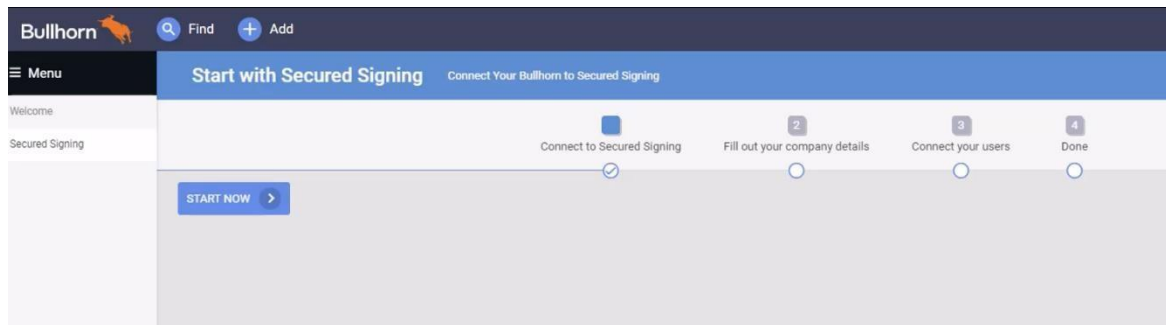 Bullhorn
Find
Add
☰ Menu
Welcome
Secured Signing
Start with Secured Signing
Connect Your Bullhorn to Secured Signing
2
3
4
Connect to Secured Signing
Fill out your company details
Connect your users
Done
START NOW